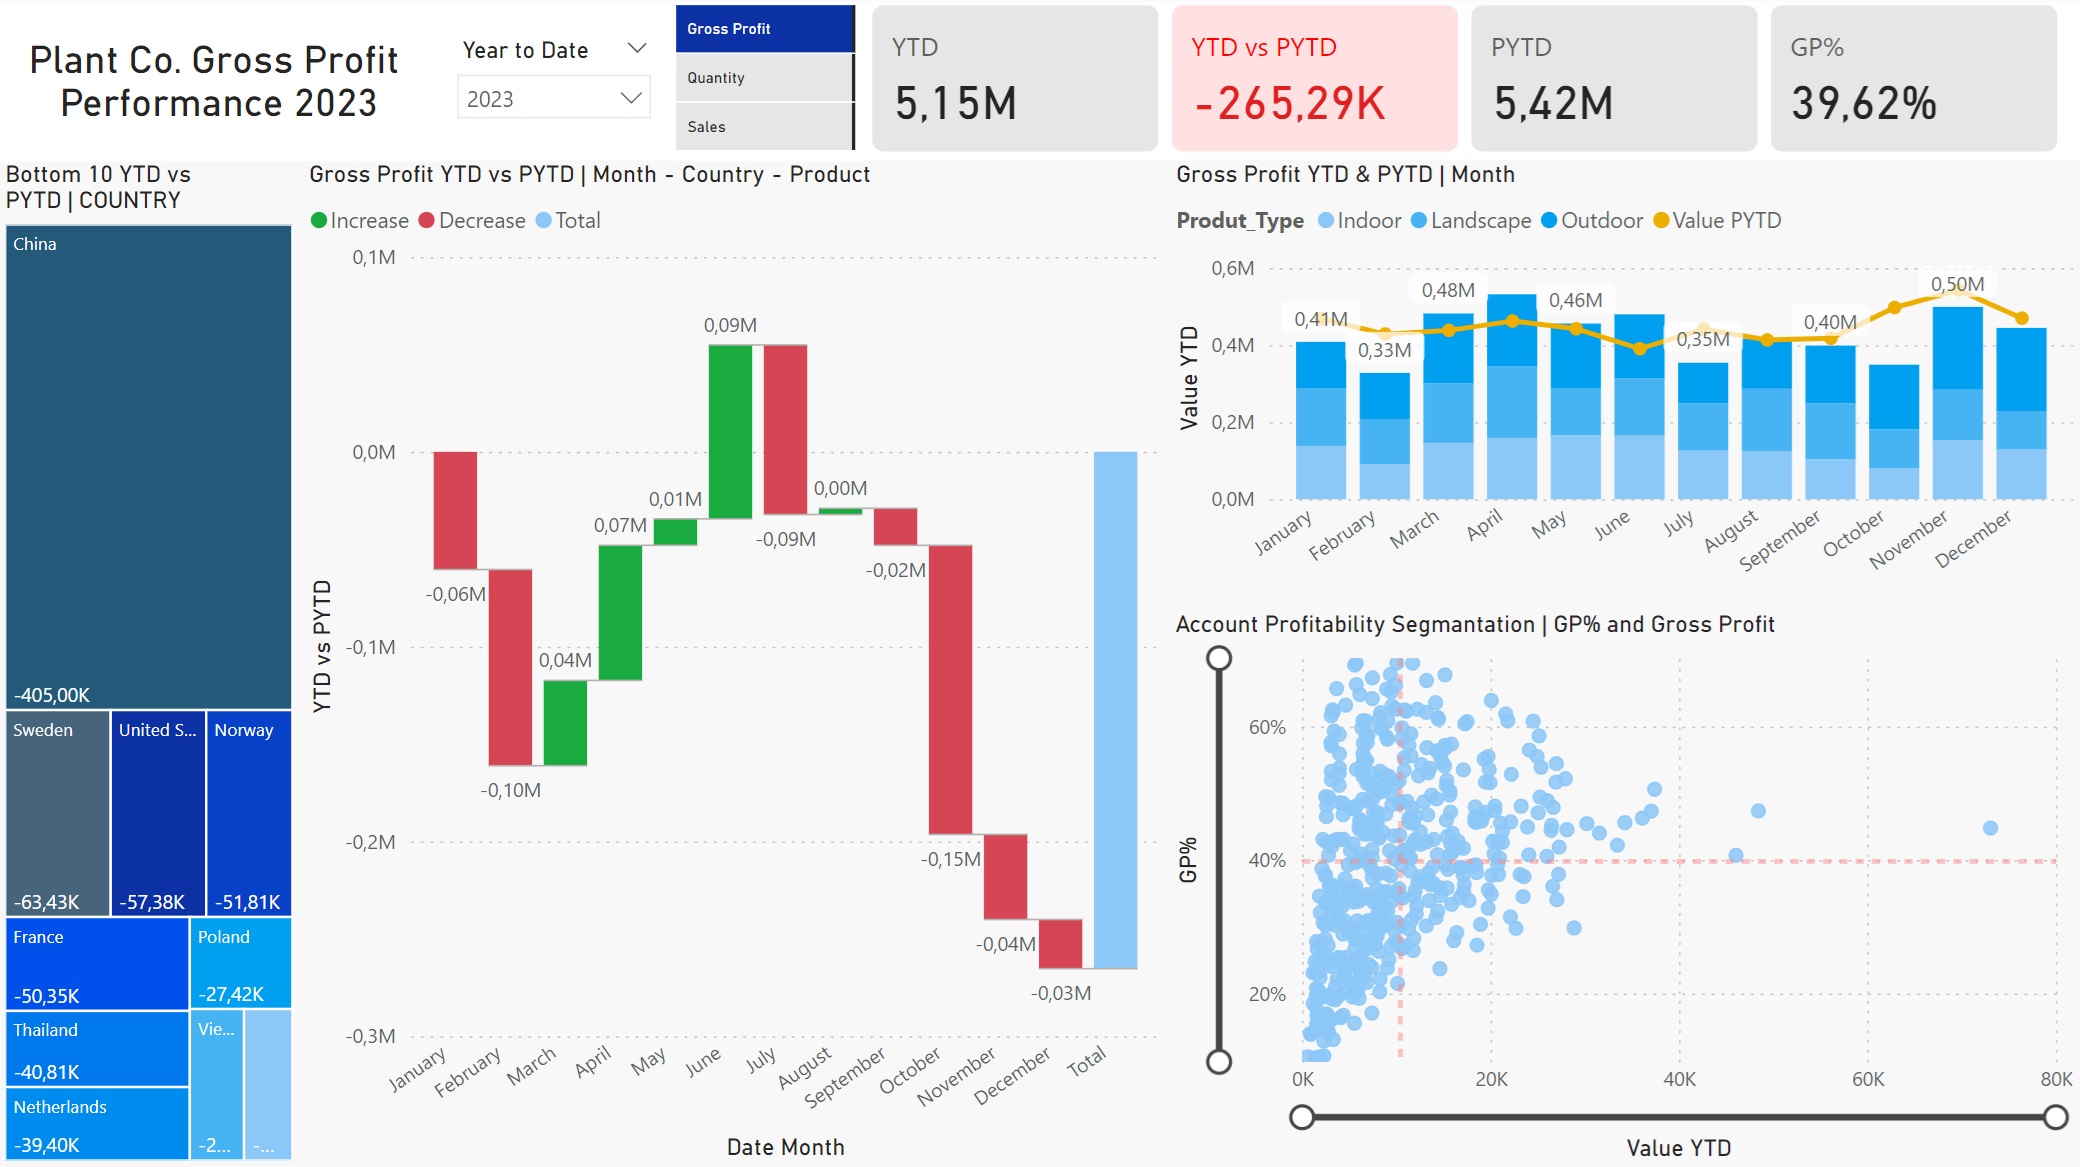 Plant Co. Gross Profit
Performance 2023
Year to Date
2023
Gross Profit
Quantity
Sales
YTD
5,15M
YTD vs PYTD
-265,29K
PYTD
5,42M
GP%
39,62%
Bottom 10 YTD vs
PYTD | COUNTRY
China
-405,00K
Sweden
-63,43K
United S...
-57,38K
Norway
-51,81K
France
-50,35K
Poland
-27,42K
Thailand
-40,81K
Netherlands
-39,40K
Vie...
-2...
-...
Gross Profit YTD vs PYTD | Month - Country - Product
Increase Decrease Total
YTD vs PYTD
0,1M
0,0M
-0,1M
-0,2M
-0,3M
-0,06M
-0,10M
0,04M
0,07M
0,01M
0,09M
-0,09M
0,00M
-0,02M
-0,15M
-0,04M
-0,03M
January
February
March
April
May
June
July
August
September
October
November
December
Total
Date Month
Gross Profit YTD & PYTD | Month
Produt_Type Indoor Landscape Outdoor Value PYTD
Value YTD
0,6M
0,4M
0,2M
0,0M
0,41M
0,33M
0,48M
0,46M
0,35M
0,40M
0,50M
January
February
March
April
May
June
July
August
September
October
November
December
Account Profitability Segmantation | GP% and Gross Profit
GP%
60%
40%
20%
0K
20K
40K
60K
80K
Value YTD